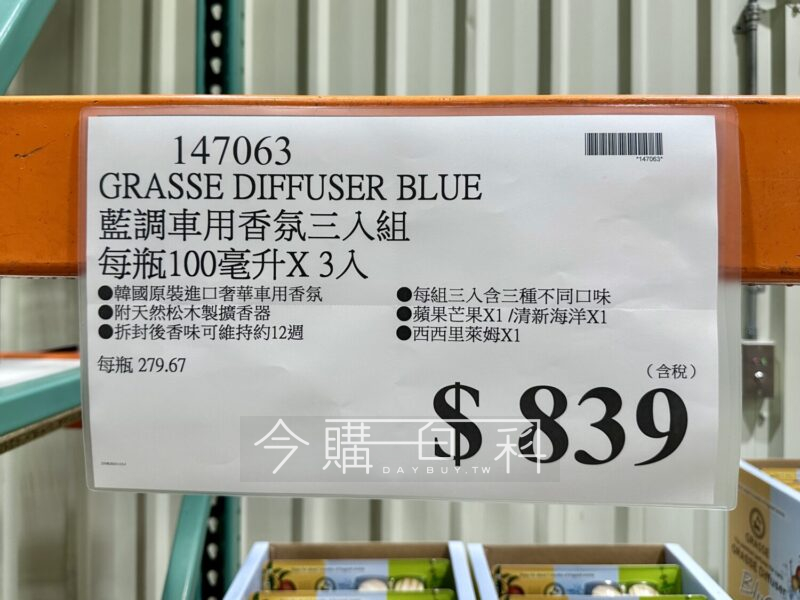 147063
*147063*
GRASSE DIFFUSER BLUE
藍調車用香氛三入組
每瓶100毫升X 3入
●韓國原裝進口奢華車用香氛
●附天然松木製擴香器
●拆封後香味可維持約12週
●每組三入含三種不同口味
●蘋果芒果X1 /清新海洋X1
●西西里萊姆X1
每瓶 279.67
(含稅)
$ 839
今購百科
DAYBUY.TW
GRASSE
GRASSE DIFFUSER
Blue